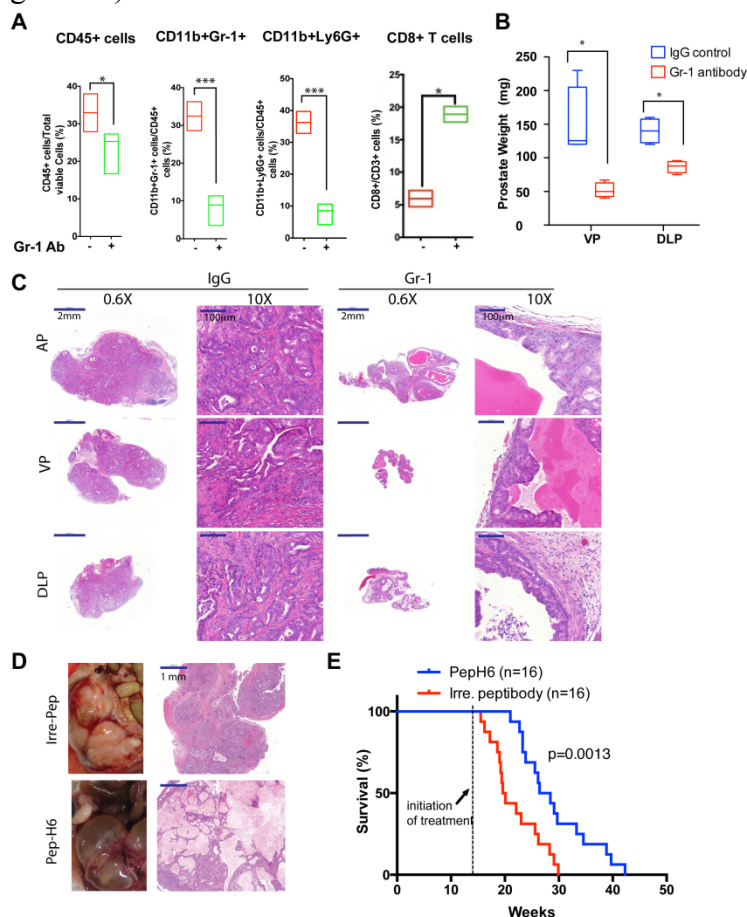 A
CD45+ cells
CD11b+Gr-1+
CD11b+Ly6G+
CD8+ T cells
CD45+ cells/Total
viable Cells (%)
40
30
20
10
0
*
CD11b+Gr-1+ cells/CD45+
cells (%)
40
30
20
10
0
***
CD11b+Ly6G+ cells/CD45+
cells (%)
50
40
30
20
10
0
***
CD8+/CD3+ cells (%)
25
20
15
10
5
0
*
Gr-1 Ab - +
- +
- +
- +
B
Prostate Weight (mg)
250
200
150
100
50
0
*
*
IgG control
Gr-1 antibody
VP
DLP
C
IgG
Gr-1
0.6X
10X
0.6X
10X
2mm
100μm
2mm
100μm
AP
VP
DLP
D
Irre-Pep
1 mm
Pep-H6
E
PepH6 (n=16)
Irre. peptibody (n=16)
Survival (%)
100
50
0
p=0.0013
initiation
of treatment
0 10 20 30 40 50
Weeks